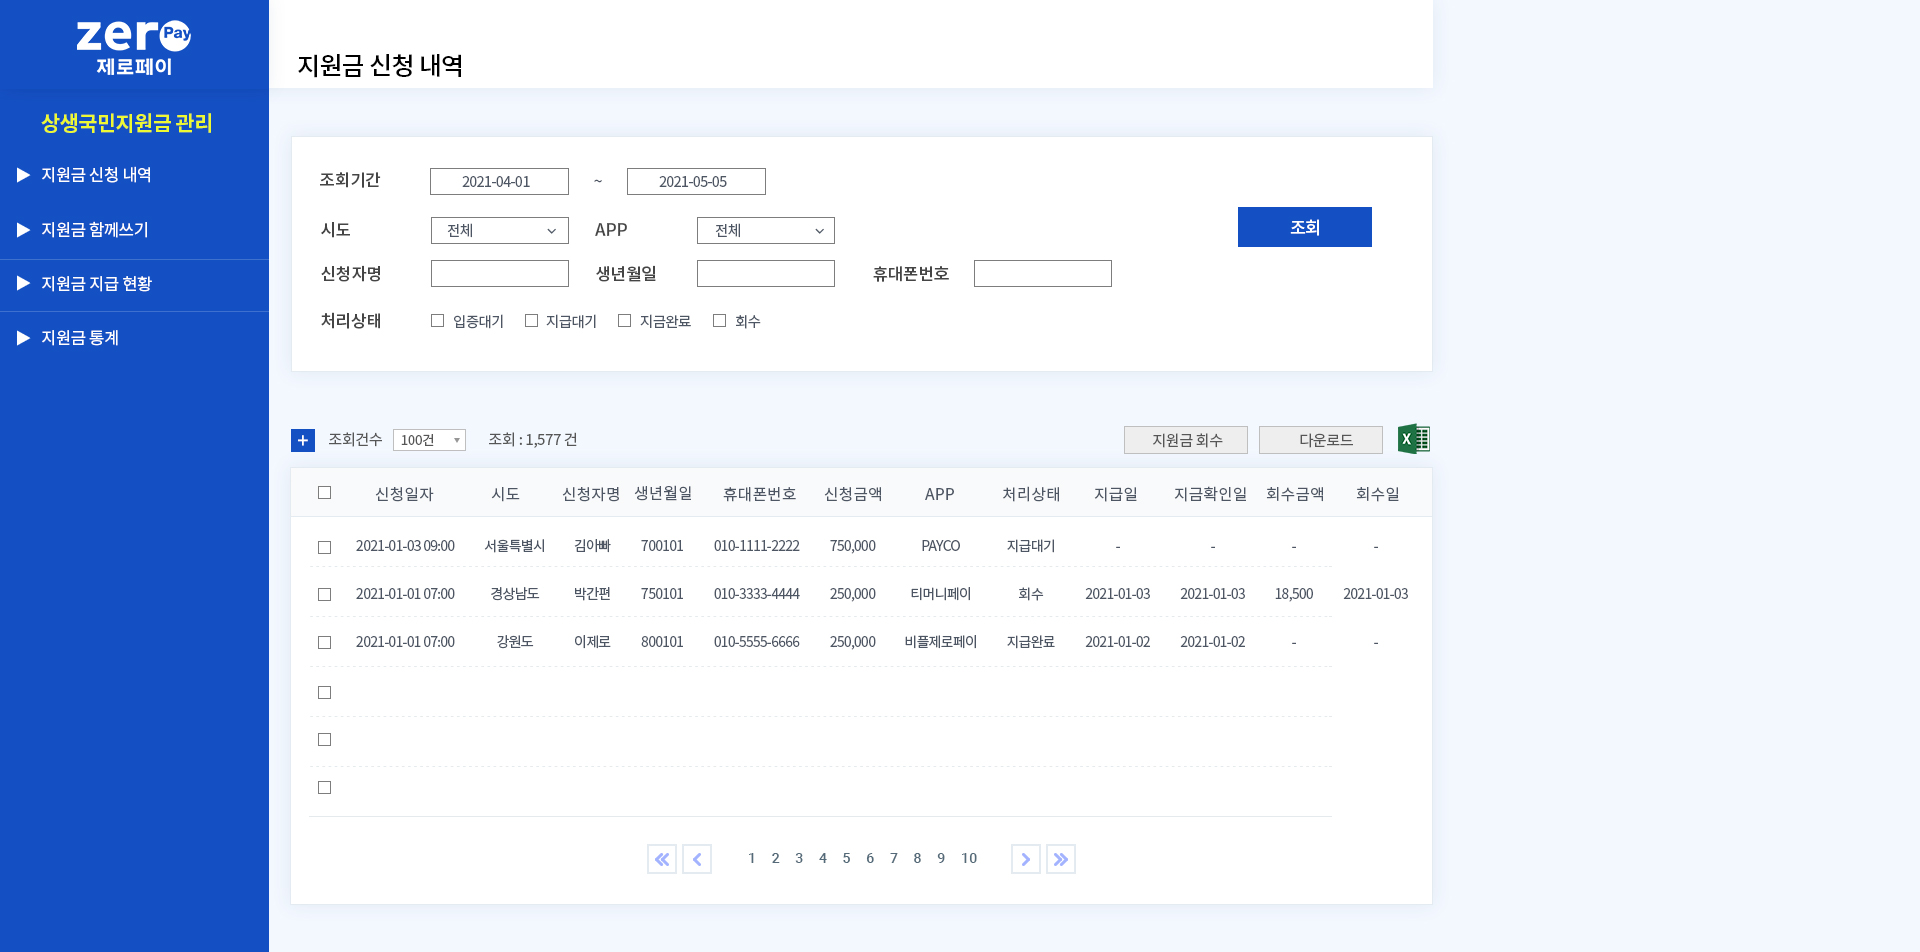 zero Pay
제로페이
상생국민지원금 관리
▶ 지원금 신청 내역
▶ 지원금 함께쓰기
▶ 지원금 지급 현황
▶ 지원금 통계
지원금 신청 내역
조회기간 2021-04-01 ~ 2021-05-05
시도 전체 APP 전체
조회
신청자명 생년월일 휴대폰번호
처리상태 입증대기 지급대기 지금완료 회수
+ 조회건수 100건 조회 : 1,577 건 지원금 회수 다운로드 X
신청일자 시도 신청자명 생년월일 휴대폰번호 신청금액 APP 처리상태 지급일 지금확인일 회수금액 회수일
2021-01-03 09:00 서울특별시 김아빠 700101 010-1111-2222 750,000 PAYCO 지급대기 - - - -
2021-01-01 07:00 경상남도 박간편 750101 010-3333-4444 250,000 티머니페이 회수 2021-01-03 2021-01-03 18,500 2021-01-03
2021-01-01 07:00 강원도 이제로 800101 010-5555-6666 250,000 비플제로페이 지급완료 2021-01-02 2021-01-02 - -
1 2 3 4 5 6 7 8 9 10